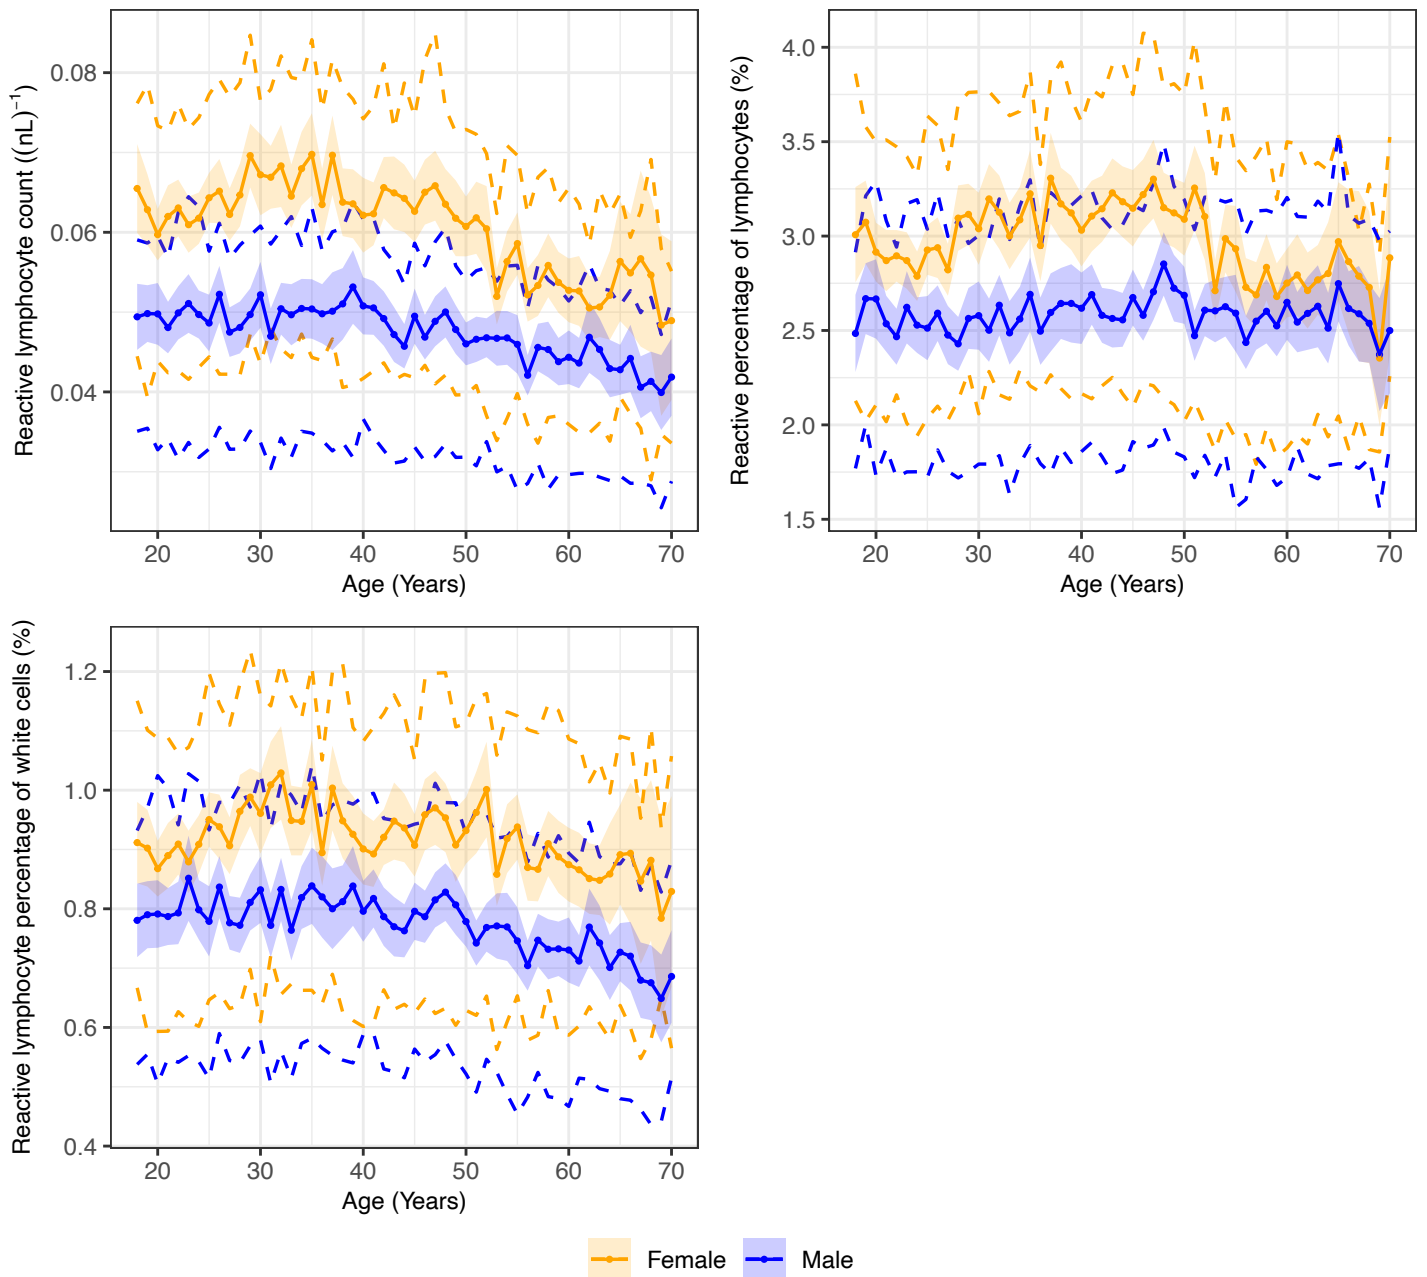 Reactive lymphocyte count ((nL)⁻¹)
0.08
0.06
0.04
20 30 40 50 60 70
Age (Years)
Reactive percentage of lymphocytes (%)
4.0
3.5
3.0
2.5
2.0
1.5
20 30 40 50 60 70
Age (Years)
Reactive lymphocyte percentage of white cells (%)
1.2
1.0
0.8
0.6
0.4
20 30 40 50 60 70
Age (Years)
Female Male